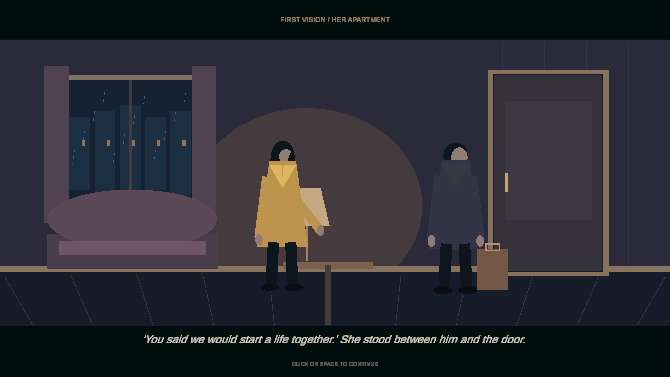 FIRST VISION / HER APARTMENT
'You said we would start a life together.' She stood between him and the door.
CLICK OR SPACE TO CONTINUE